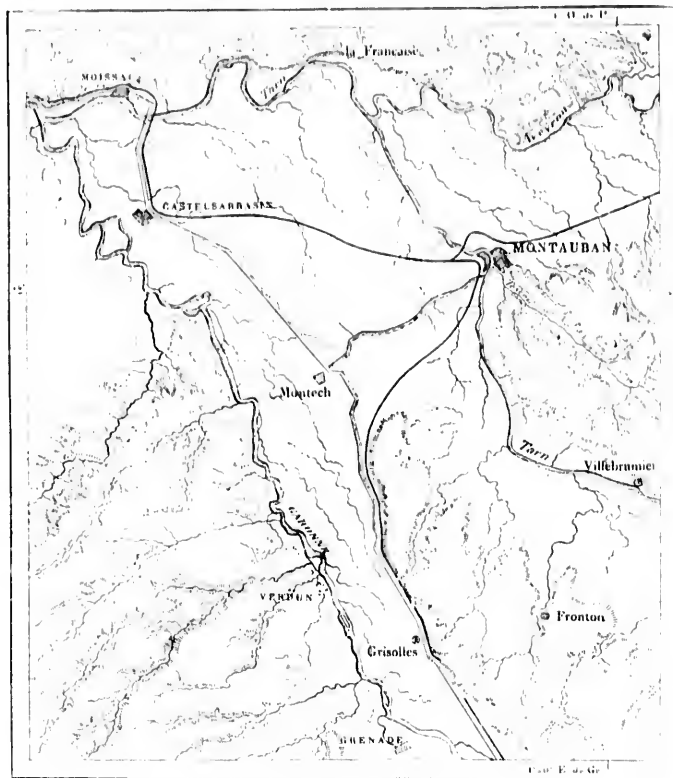 la Française
MOISSAC
Tarn
Aveyron
CASTELSARRASIN
MONTAUBAN
Montech
Tarn
Villebrumier
GARONNE
VERDUN
Fronton
Grisolles
GRENADE